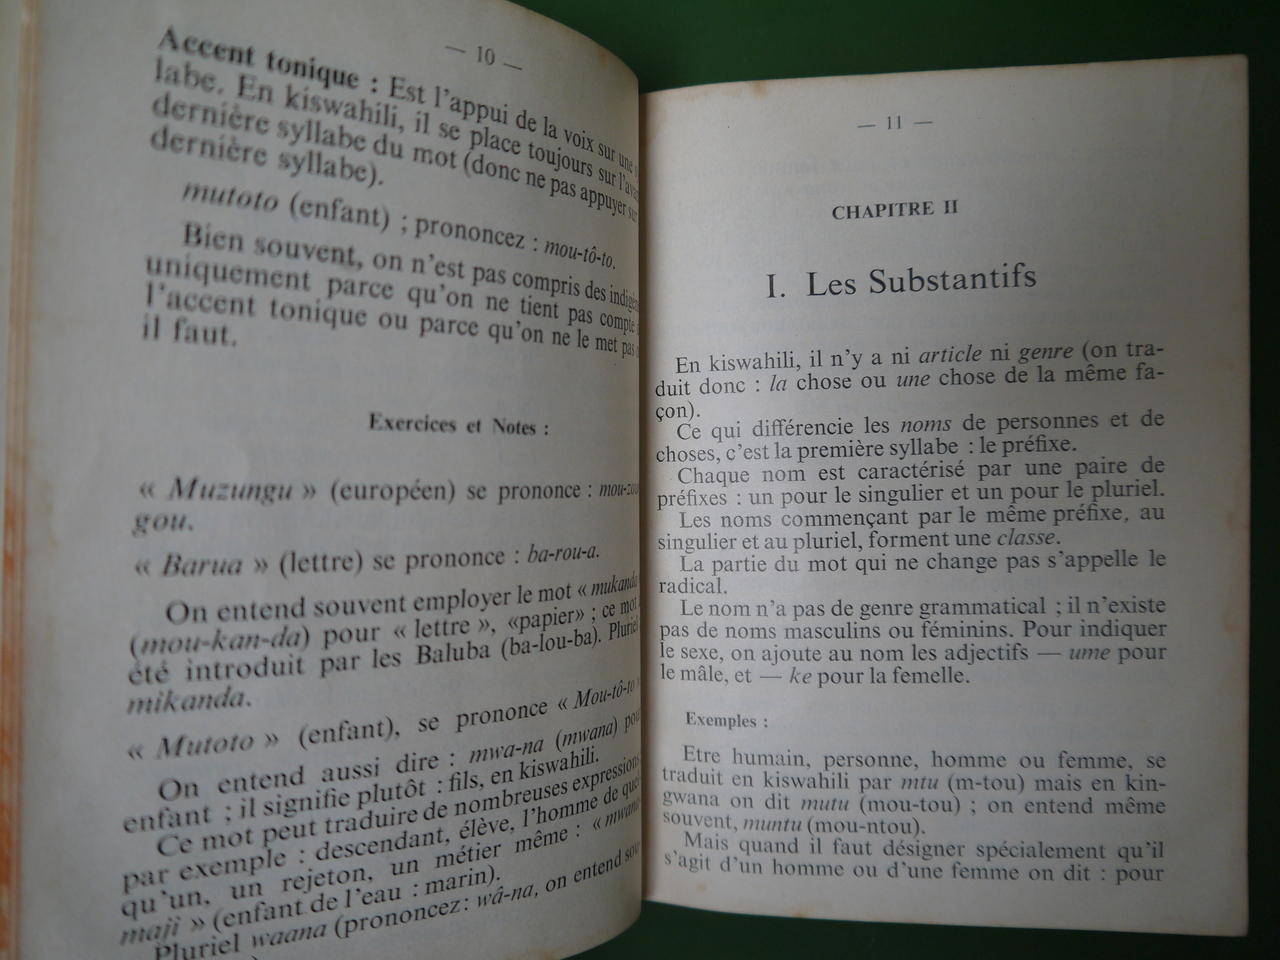 — 10 —
Accent tonique : Est l'appui de la voix sur une
labe. En kiswahili, il se place toujours sur l'avant
dernière syllabe du mot (donc ne pas appuyer sur
dernière syllabe).
mutoto (enfant) ; prononcez : mou-tô-to.
Bien souvent, on n'est pas compris des
uniquement parce qu'on ne tient pas compte
l'accent tonique ou parce qu'on ne le met pas
il faut.
Exercices et Notes :
« Muzungu » (européen) se prononce : mou-zou
gou.
« Barua » (lettre) se prononce : ba-rou-a.
On entend souvent employer le mot « mukanda
(mou-kan-da) pour « lettre », «papier» ; ce mot
été introduit par les Baluba (ba-lou-ba). Pluriel
mikanda.
« Mutoto » (enfant), se prononce « Mou-tô-to »
On entend aussi dire : mwa-na (mwana) pour
enfant ; il signifie plutôt : fils, en kiswahili.
Ce mot peut traduire de nombreuses expressions
par exemple : descendant, élève, l'homme de quel
qu'un, un rejeton, un métier même : « mwana
maji » (enfant de l'eau : marin).
Pluriel waana (prononcez : wâ-na, on entend sou
— 11 —
CHAPITRE II
I. Les Substantifs
En kiswahili, il n'y a ni article ni genre (on tra-
duit donc : la chose ou une chose de la même fa-
çon).
Ce qui différencie les noms de personnes et de
choses, c'est la première syllabe : le préfixe.
Chaque nom est caractérisé par une paire de
préfixes : un pour le singulier et un pour le pluriel.
Les noms commençant par le même préfixe, au
singulier et au pluriel, forment une classe.
La partie du mot qui ne change pas s'appelle le
radical.
Le nom n'a pas de genre grammatical ; il n'existe
pas de noms masculins ou féminins. Pour indiquer
le sexe, on ajoute au nom les adjectifs — ume pour
le mâle, et — ke pour la femelle.
Exemples :
Etre humain, personne, homme ou femme, se
traduit en kiswahili par mtu (m-tou) mais en kin-
gwana on dit mutu (mou-tou) ; on entend même
souvent, muntu (mou-ntou).
Mais quand il faut désigner spécialement qu'il
s'agit d'un homme ou d'une femme on dit : pour